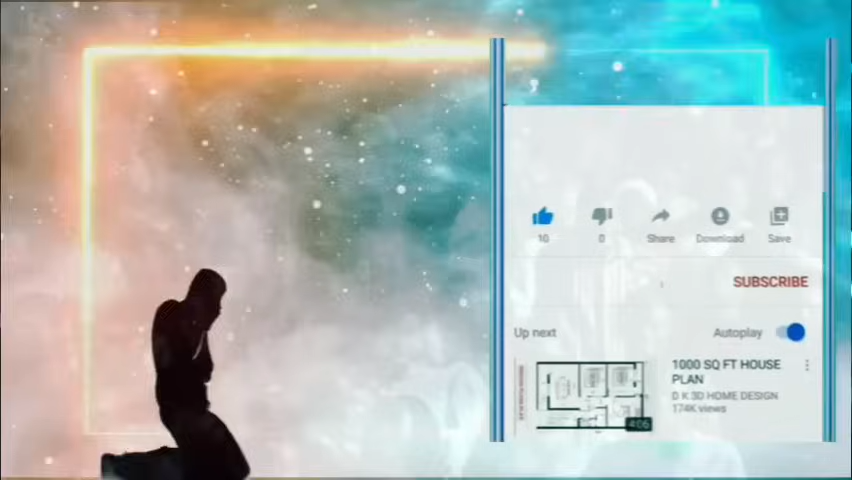 10 0 Share Download Save
SUBSCRIBE
Up next Autoplay
1000 SQ FT HOUSE
PLAN
D K 3D HOME DESIGN
174K views
4:06